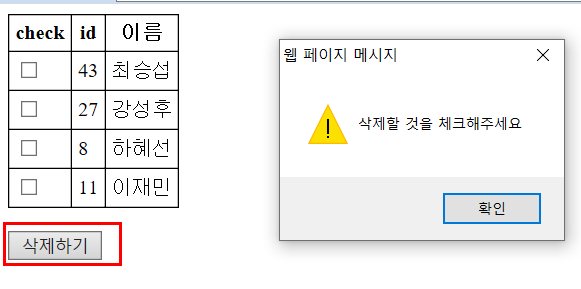 check id 이름
43 최승섭
27 강성후
8 하혜선
11 이재민
삭제하기
웹 페이지 메시지
삭제할 것을 체크해주세요
확인